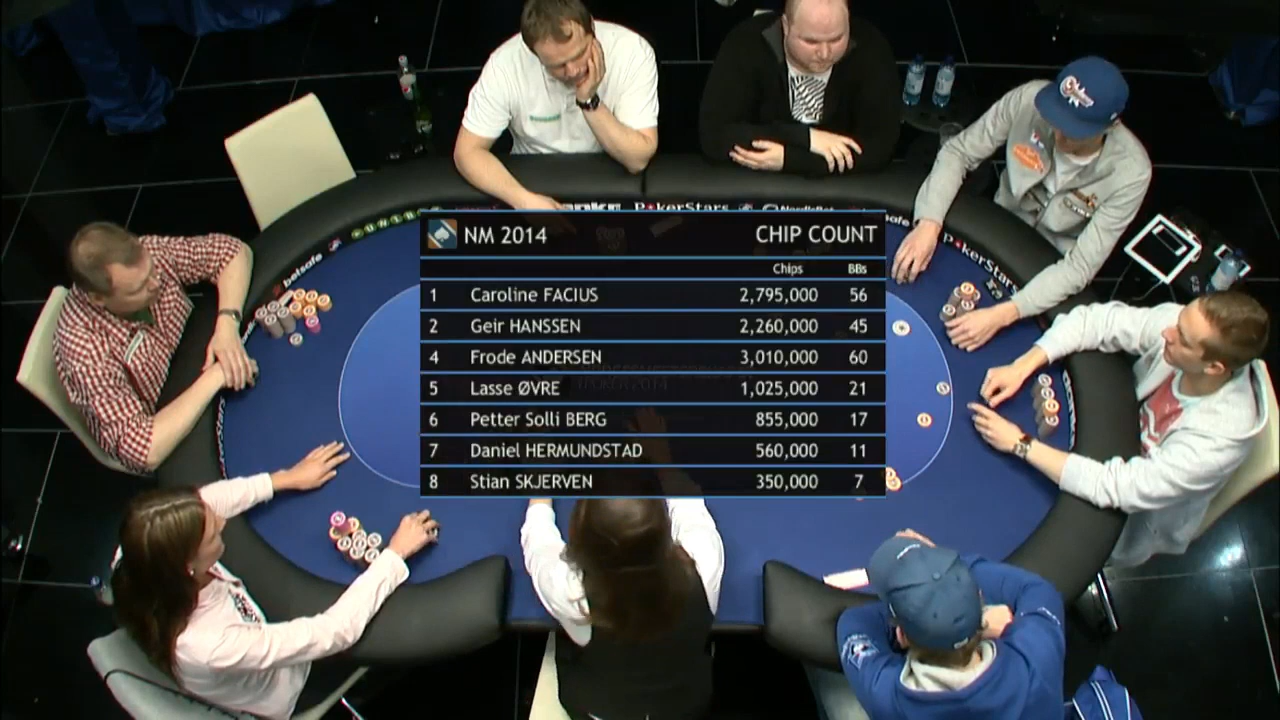 PokerStars
betsafe
PokerStars
NM 2014 CHIP COUNT
Chips BBs
1 Caroline FACIUS 2,795,000 56
2 Geir HANSSEN 2,260,000 45
4 Frode ANDERSEN 3,010,000 60
5 Lasse ØVRE 1,025,000 21
6 Petter Solli BERG 855,000 17
7 Daniel HERMUNDSTAD 560,000 11
8 Stian SKJERVEN 350,000 7